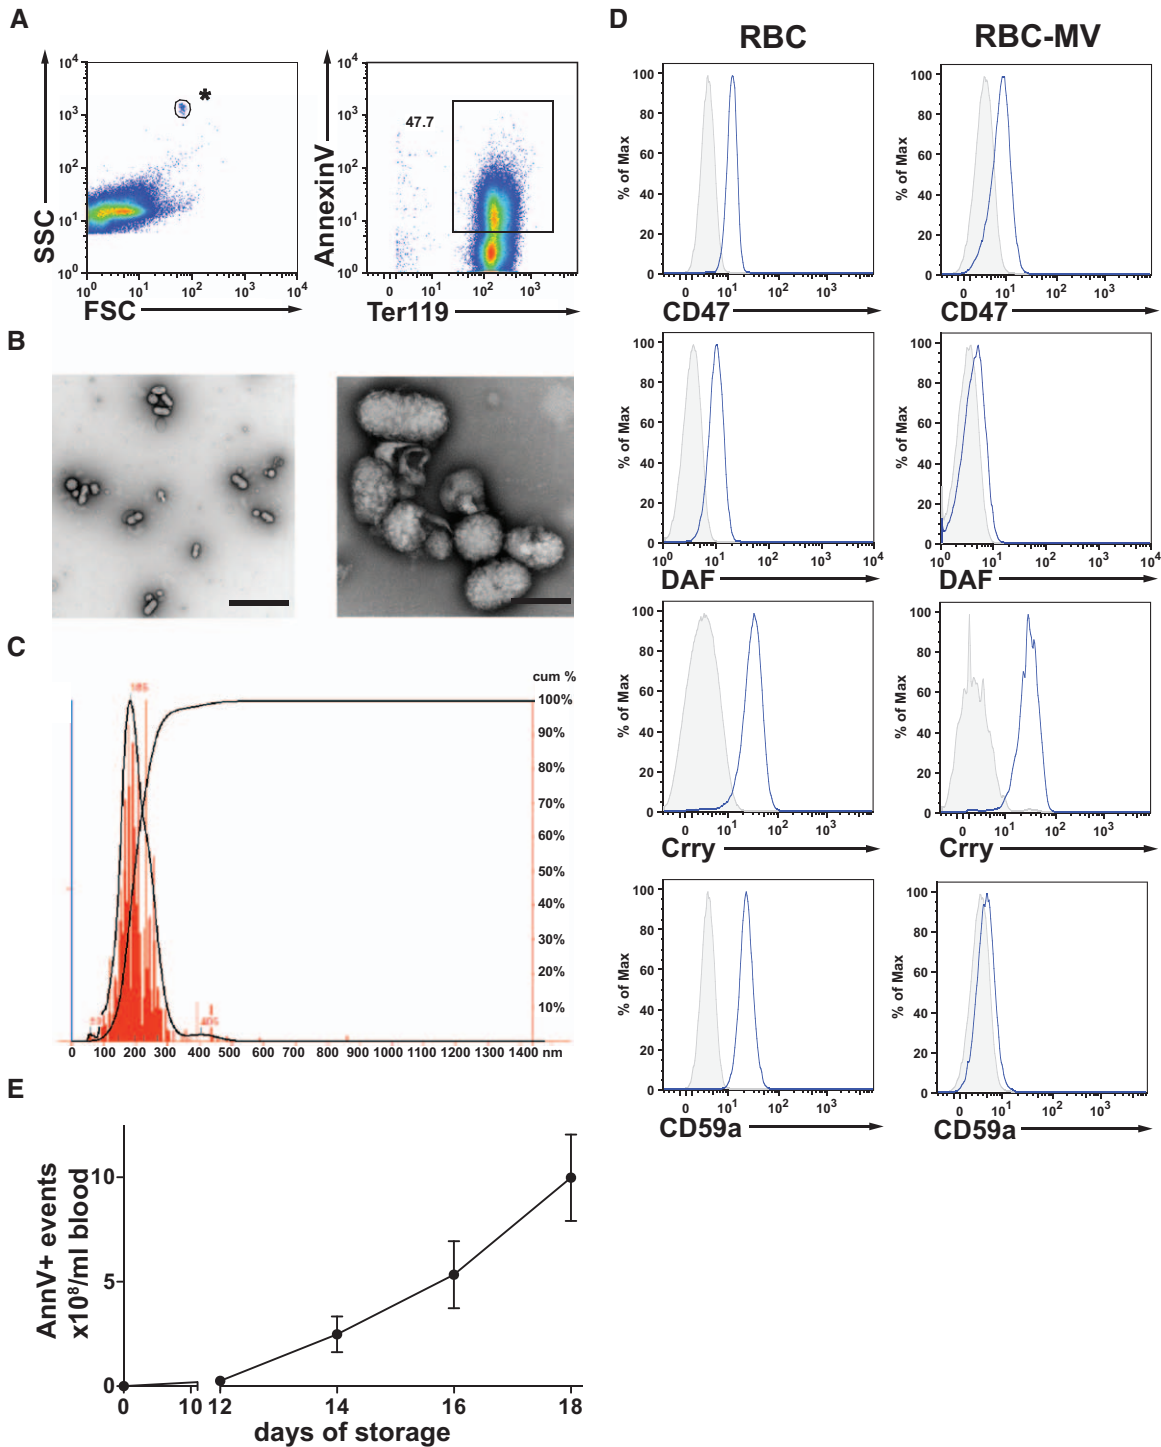 A
10⁴
10³
10²
10¹
10⁰
SSC
*
10⁰ 10¹ 10² 10³ 10⁴
FSC
10⁴
10³
10²
10¹
10⁰
AnnexinV
47.7
0 10¹ 10² 10³
Ter119
B
C
cum %
100%
90%
80%
70%
60%
50%
40%
30%
20%
10%
185
405
0 100 200 300 400 500 600 700 800 900 1000 1100 1200 1300 1400 nm
E
AnnV+ events
x10⁸/ml blood
10
5
0
0 10 12 14 16 18
days of storage
D
RBC
RBC-MV
100
80
60
40
20
0
% of Max
0 10¹ 10² 10³
CD47
100
80
60
40
20
0
% of Max
0 10¹ 10² 10³
CD47
100
80
60
40
20
0
% of Max
10⁰ 10¹ 10² 10³ 10⁴
DAF
100
80
60
40
20
0
% of Max
10⁰ 10¹ 10² 10³ 10⁴
DAF
100
80
60
40
20
0
% of Max
0 10¹ 10² 10³
Crry
100
80
60
40
20
0
% of Max
0 10¹ 10² 10³
Crry
100
80
60
40
20
0
% of Max
0 10¹ 10² 10³
CD59a
100
80
60
40
20
0
% of Max
0 10¹ 10² 10³
CD59a